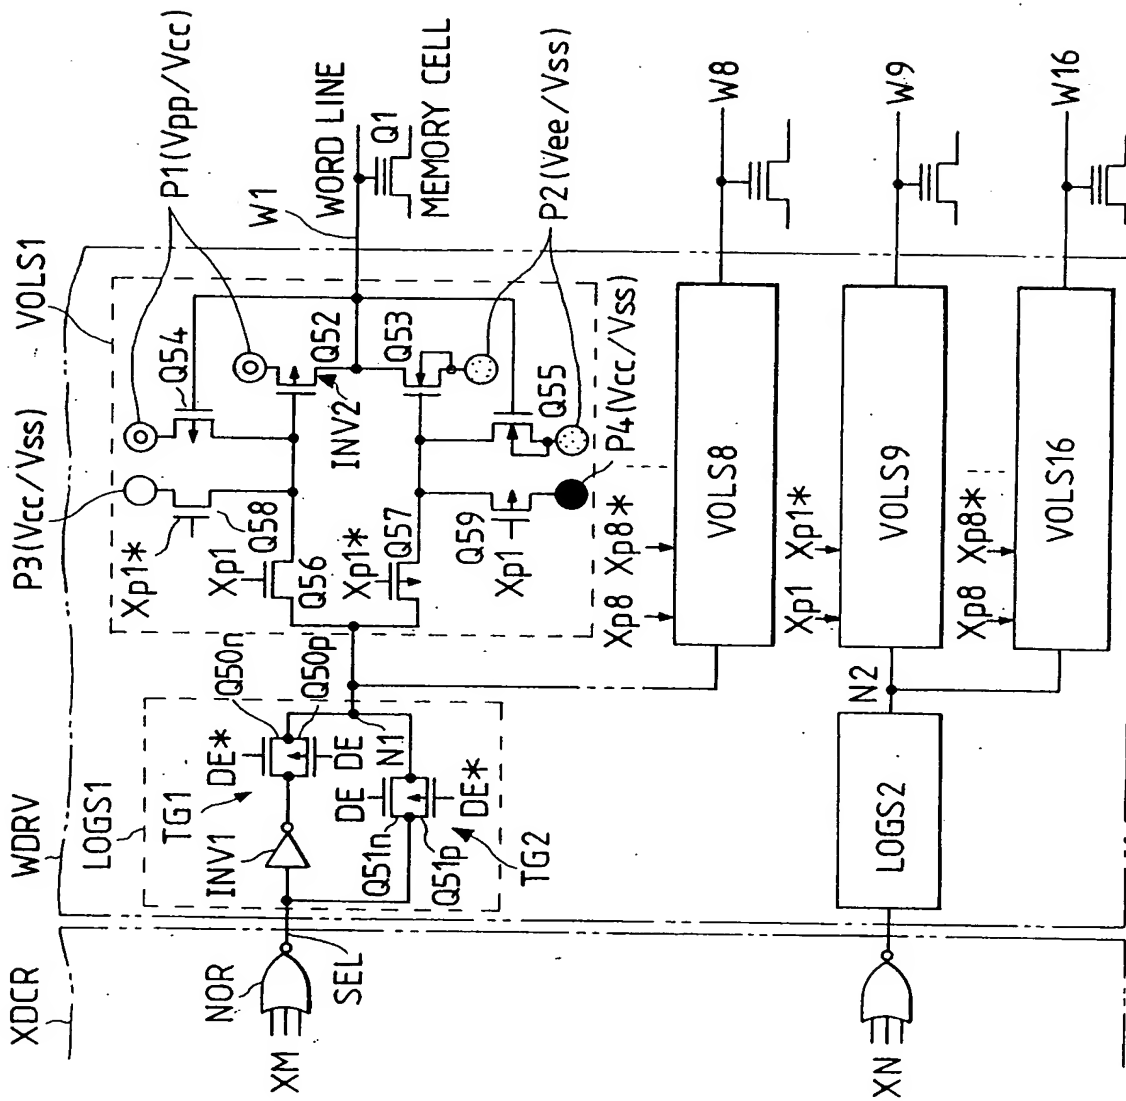 XDCR
WDRV
LOGS1
P3(Vcc/Vss)
VOLS1
P1(Vpp/Vcc)
W1
WORD LINE
Q1
MEMORY CELL
P2(Vee/Vss)
P4(Vcc/Vss)
Q54
Q52
INV2
Q53
Q55
Xp1*
Q58
Xp1
Q56
Xp1*
Q57
Q59
Xp1
DE*
Q50n
Q50p
TG1
DE
N1
INV1
DE
DE*
Q51n
Q51p
TG2
NOR
SEL
XM
Xp8
Xp8*
VOLS8
W8
Xp1
Xp1*
VOLS9
W9
N2
LOGS2
XN
Xp8
Xp8*
VOLS16
W16